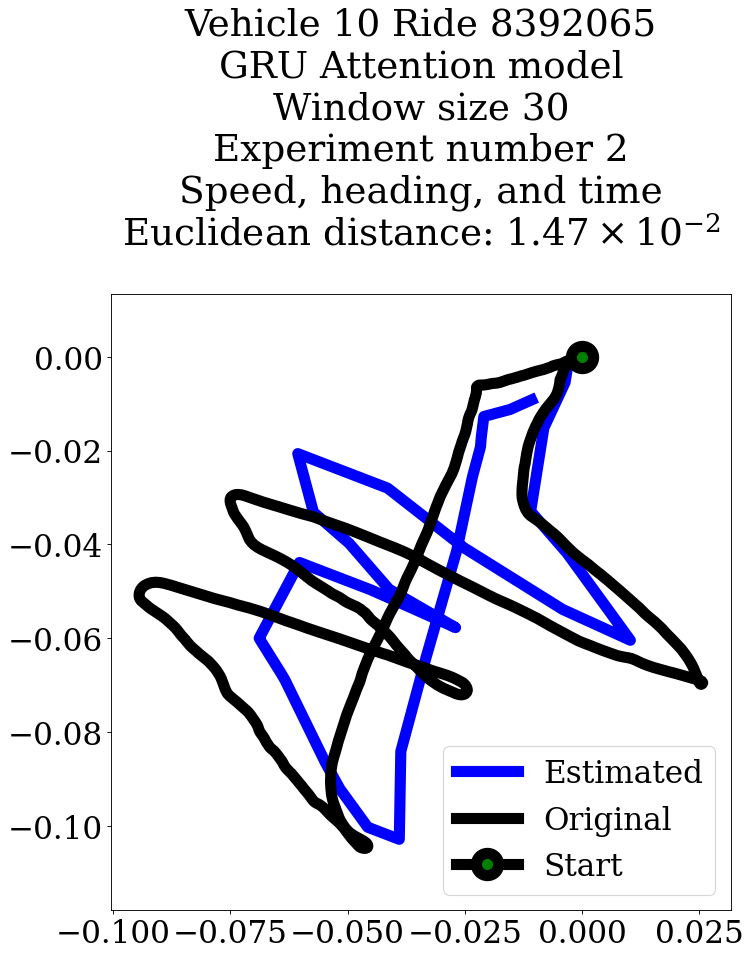 Vehicle 10 Ride 8392065
GRU Attention model
Window size 30
Experiment number 2
Speed, heading, and time
Euclidean distance: 1.47 × 10⁻²
0.00
−0.02
−0.04
−0.06
−0.08
−0.10
Estimated
Original
Start
−0.100 −0.075 −0.050 −0.025 0.000 0.025